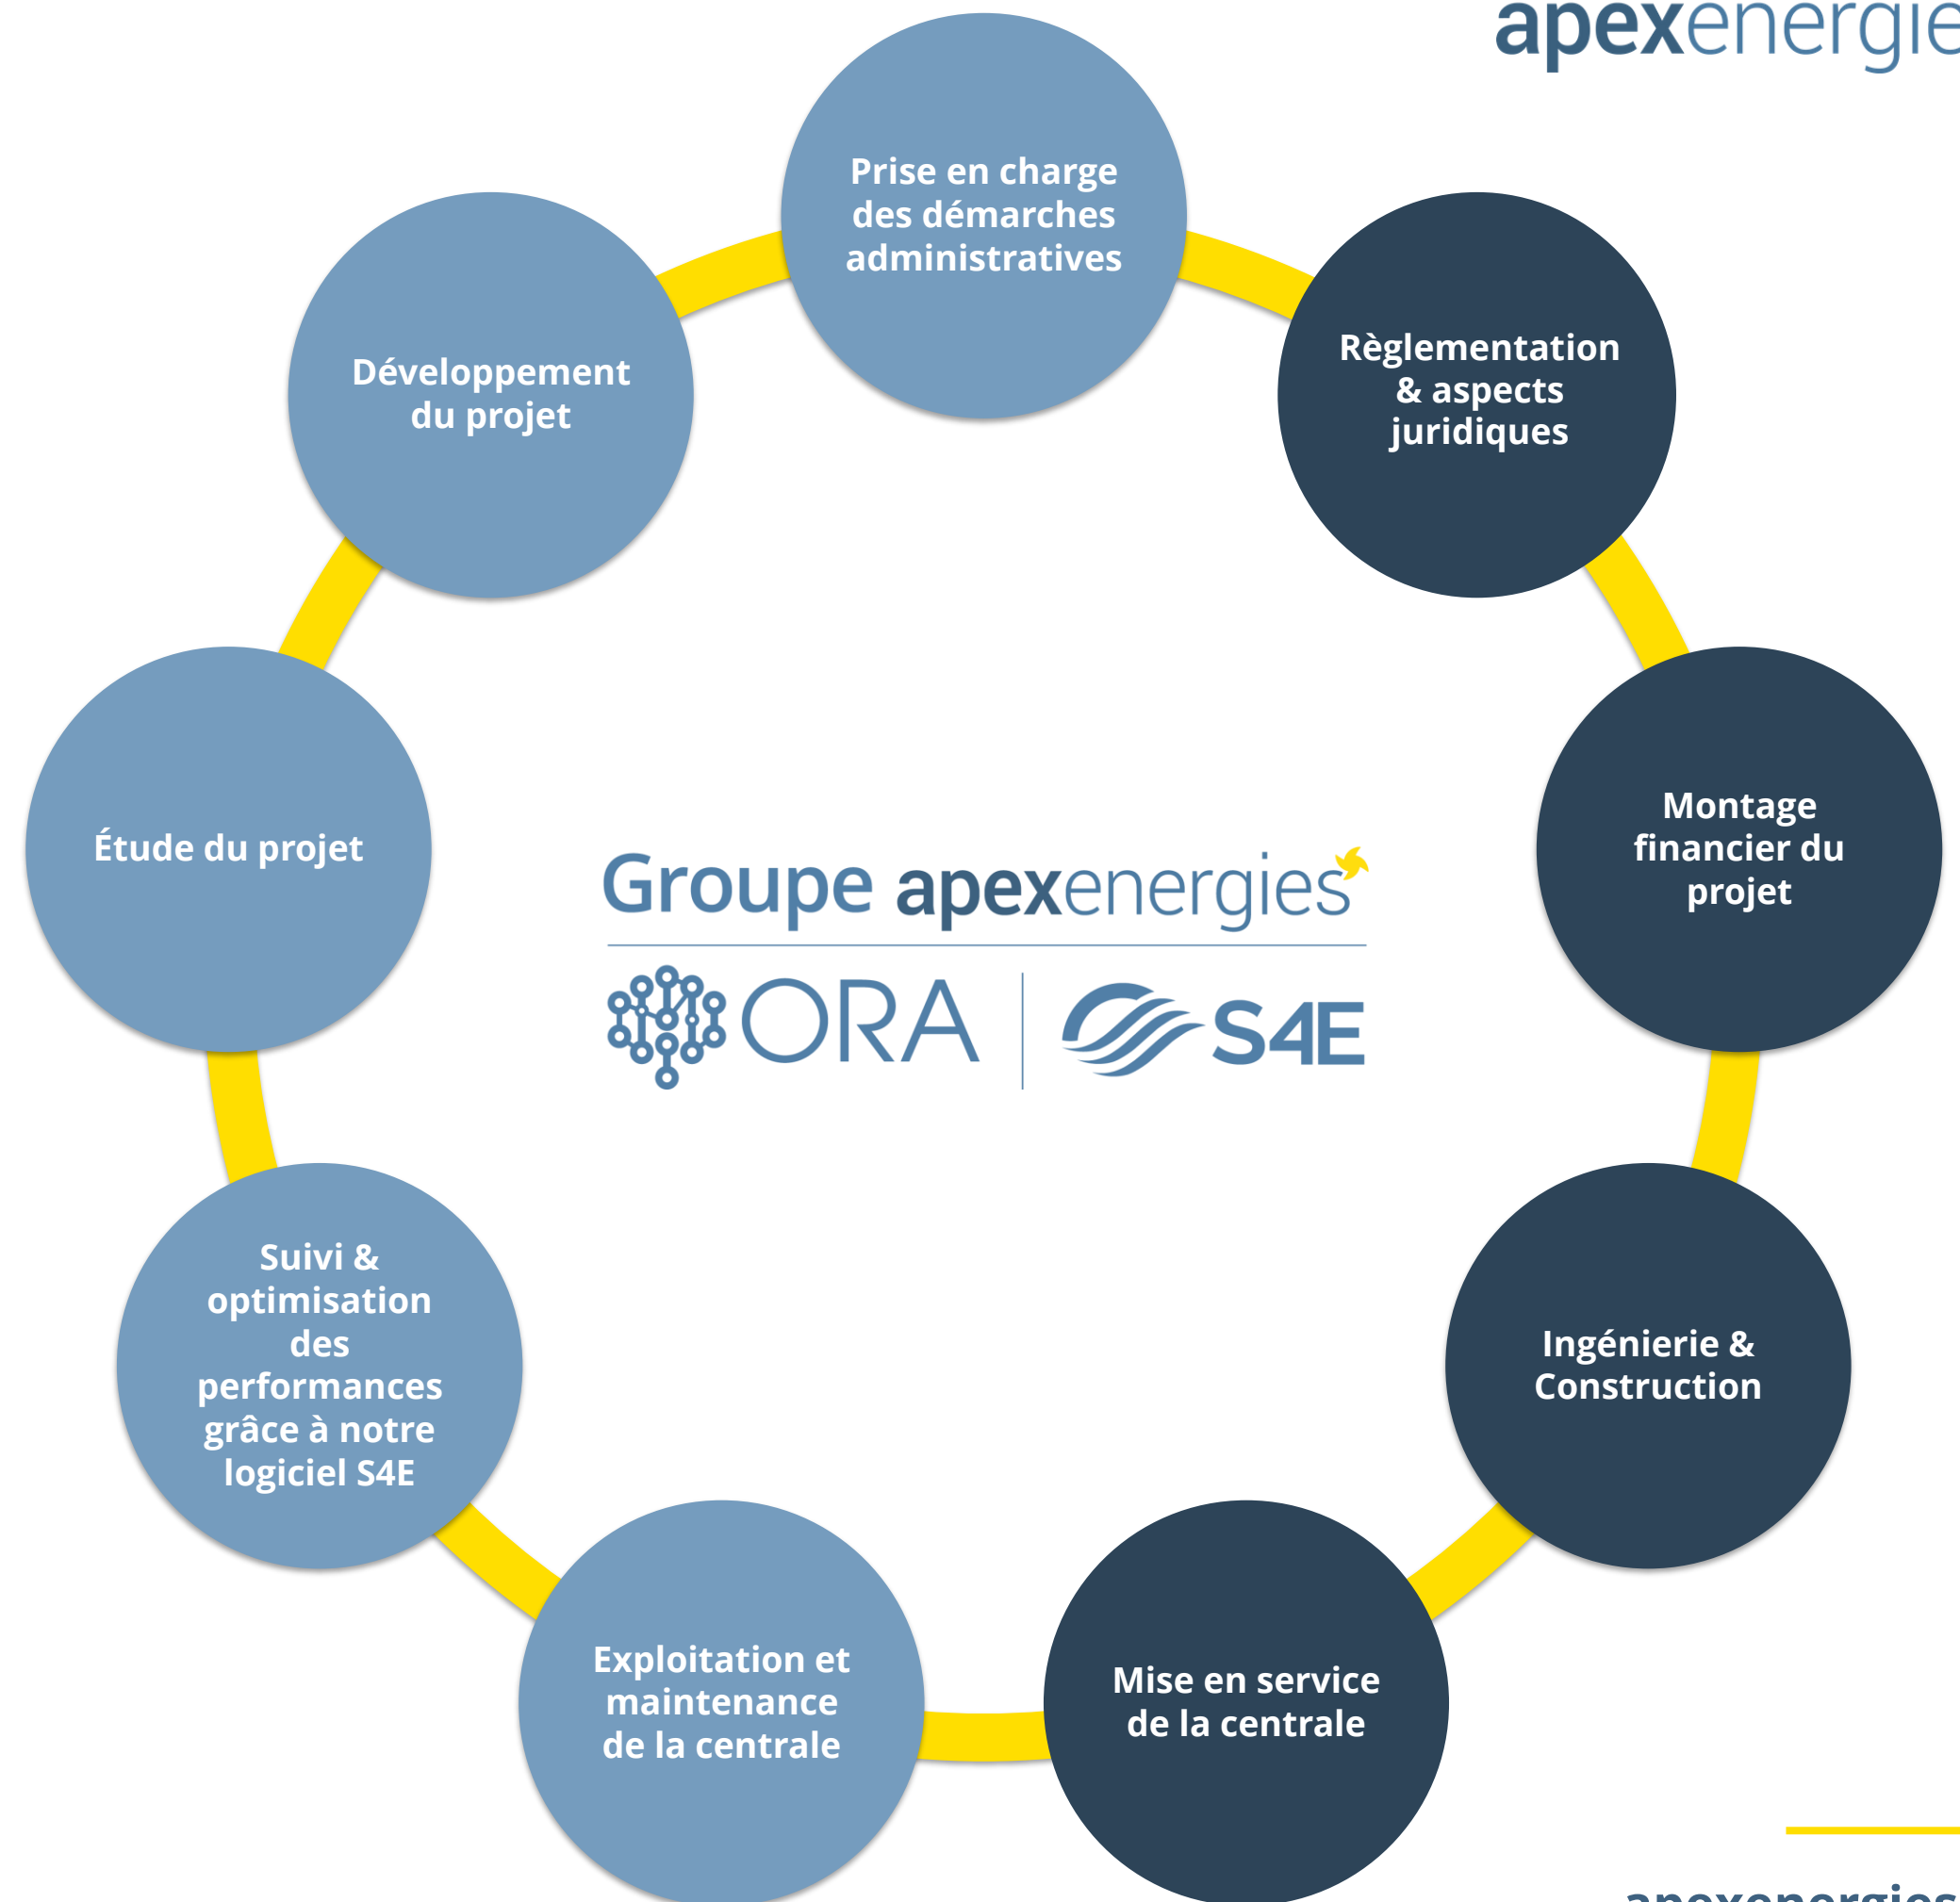 apexenergie
Prise en charge
des démarches
administratives
Règlementation
& aspects
juridiques
Développement
du projet
Montage
financier du
projet
Étude du projet
Groupe apexenergies
ORA
S4E
Suivi &
optimisation
des
performances
grâce à notre
logiciel S4E
Ingénierie &
Construction
Exploitation et
maintenance
de la centrale
Mise en service
de la centrale
apexenergies